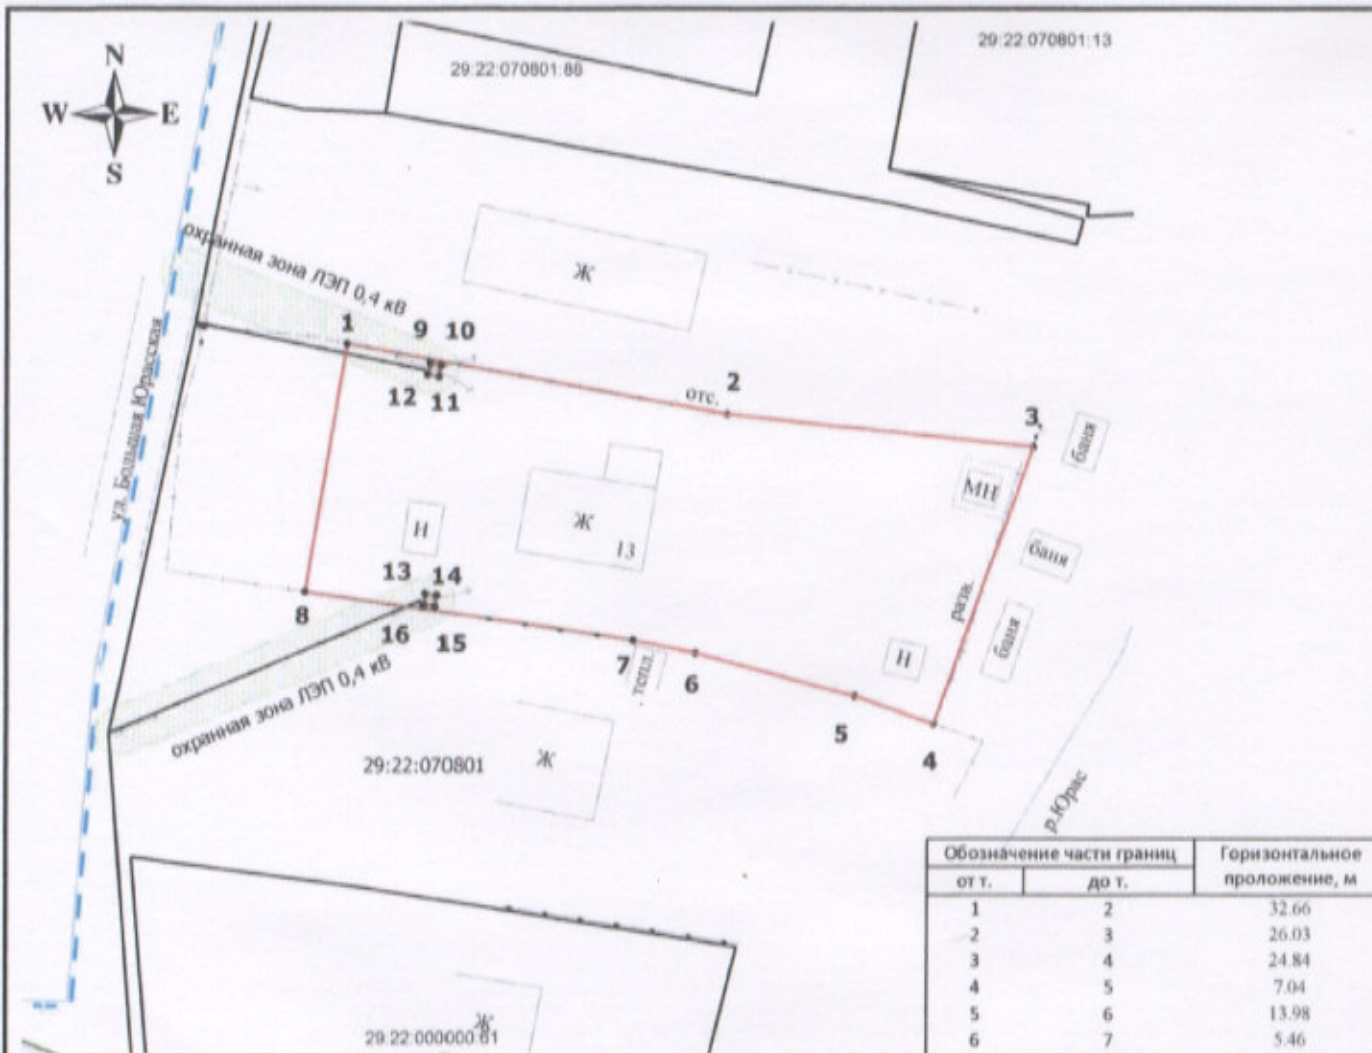 29:22:070801:13
29:22:070801:88
N
W E
S
Ж
охранная зона ЛЭП 0,4 кВ
1
9 10
12 11
2
отс.
3
баня
МН
ул. Большая Юрасская
Ж
13
Н
баня
13 14
8
16 15
разв.
баня
Н
7
6
5
4
охранная зона ЛЭП 0,4 кВ
29:22:070801
Ж
р.Юрас
Обозначение части границ
Горизонтальное проложение, м
от т. до т.
1 2 32.66
2 3 26.03
3 4 24.84
4 5 7.04
5 6 13.98
6 7 5.46
Ж
29:22:000000:61